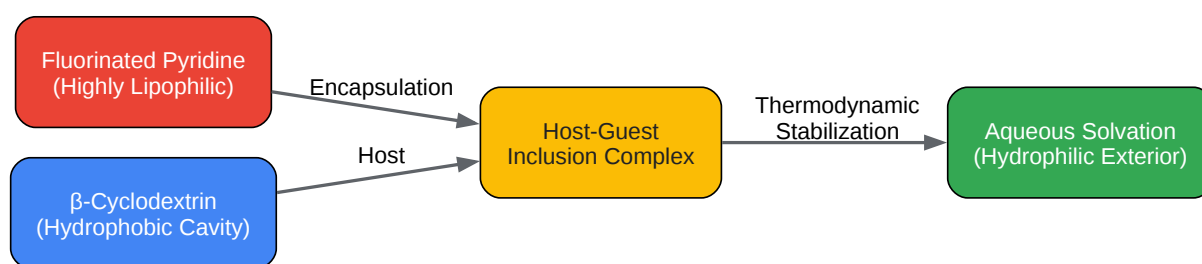 Fluorinated Pyridine
(Highly Lipophilic)
Encapsulation
β-Cyclodextrin
(Hydrophobic Cavity)
Host
Host-Guest
Inclusion Complex
Thermodynamic
Stabilization
Aqueous Solvation
(Hydrophilic Exterior)